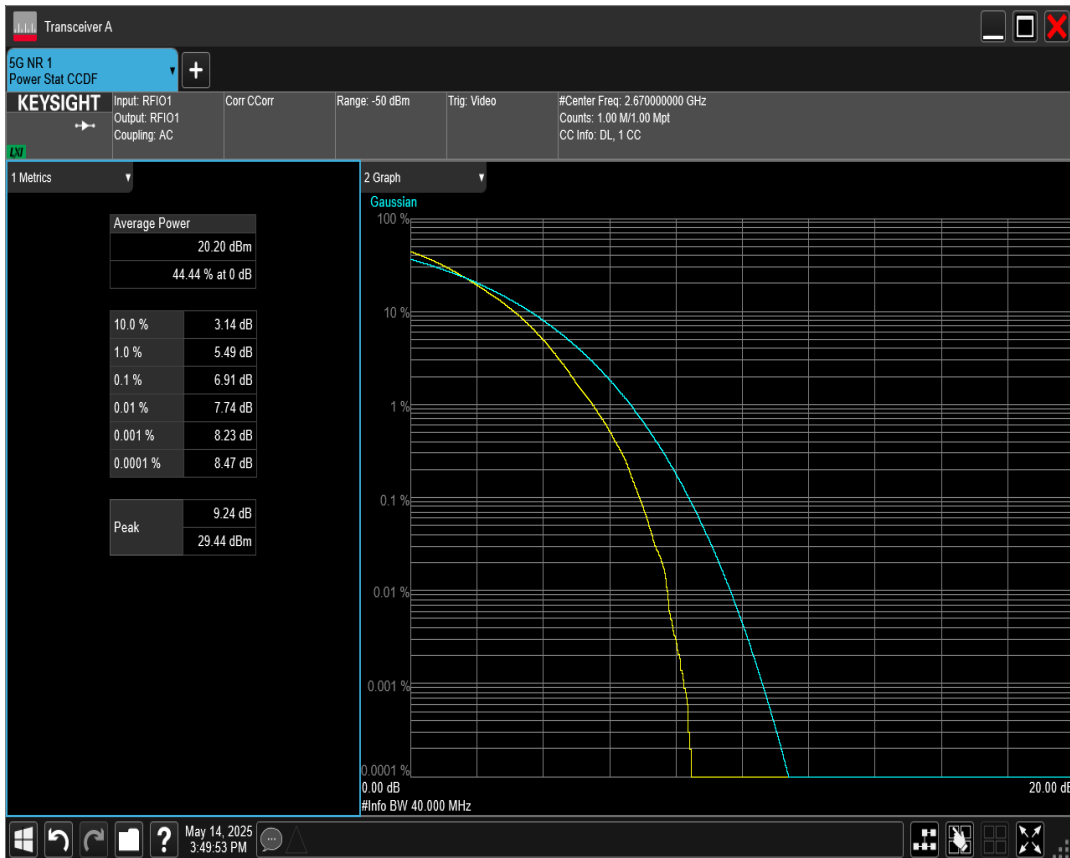 Transceiver A
5G NR 1
Power Stat CCDF
KEYSIGHT
Input: RFIO1
Output: RFIO1
Coupling: AC
Corr CCorr
Range: -50 dBm
Trig: Video
#Center Freq: 2.670000000 GHz
Counts: 1.00 M/1.00 Mpt
CC Info: DL, 1 CC
LXI
1 Metrics
Average Power
20.20 dBm
44.44 % at 0 dB
10.0 % 3.14 dB
1.0 % 5.49 dB
0.1 % 6.91 dB
0.01 % 7.74 dB
0.001 % 8.23 dB
0.0001 % 8.47 dB
Peak 9.24 dB
29.44 dBm
2 Graph
Gaussian
100 %
10 %
1 %
0.1 %
0.01 %
0.001 %
0.0001 %
0.00 dB 20.00 dB
#Info BW 40.000 MHz
May 14, 2025
3:49:53 PM